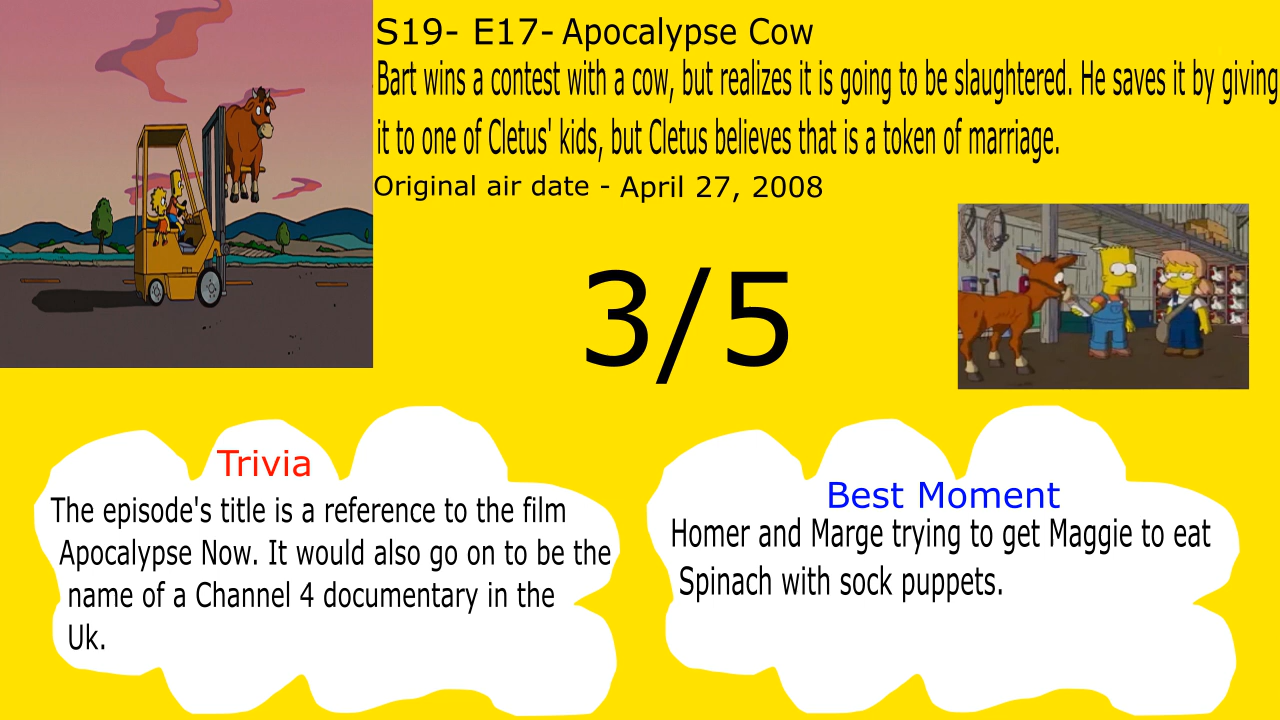 S19- E17- Apocalypse Cow
Bart wins a contest with a cow, but realizes it is going to be slaughtered. He saves it by giving
it to one of Cletus' kids, but Cletus believes that is a token of marriage.
Original air date - April 27, 2008
3/5
Trivia
The episode's title is a reference to the film
Apocalypse Now. It would also go on to be the
name of a Channel 4 documentary in the
Uk.
Best Moment
Homer and Marge trying to get Maggie to eat
Spinach with sock puppets.